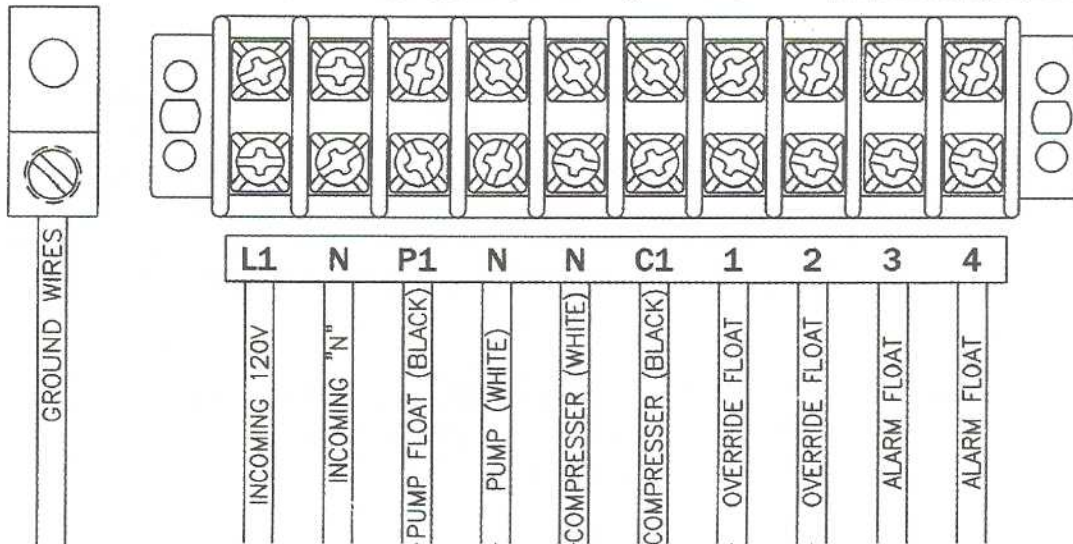 L1 N P1 N N C1 1 2 3 4
GROUND WIRES
INCOMING 120V
INCOMING "N"
PUMP FLOAT (BLACK)
PUMP (WHITE)
COMPRESSER (WHITE)
COMPRESSER (BLACK)
OVERRIDE FLOAT
OVERRIDE FLOAT
ALARM FLOAT
ALARM FLOAT